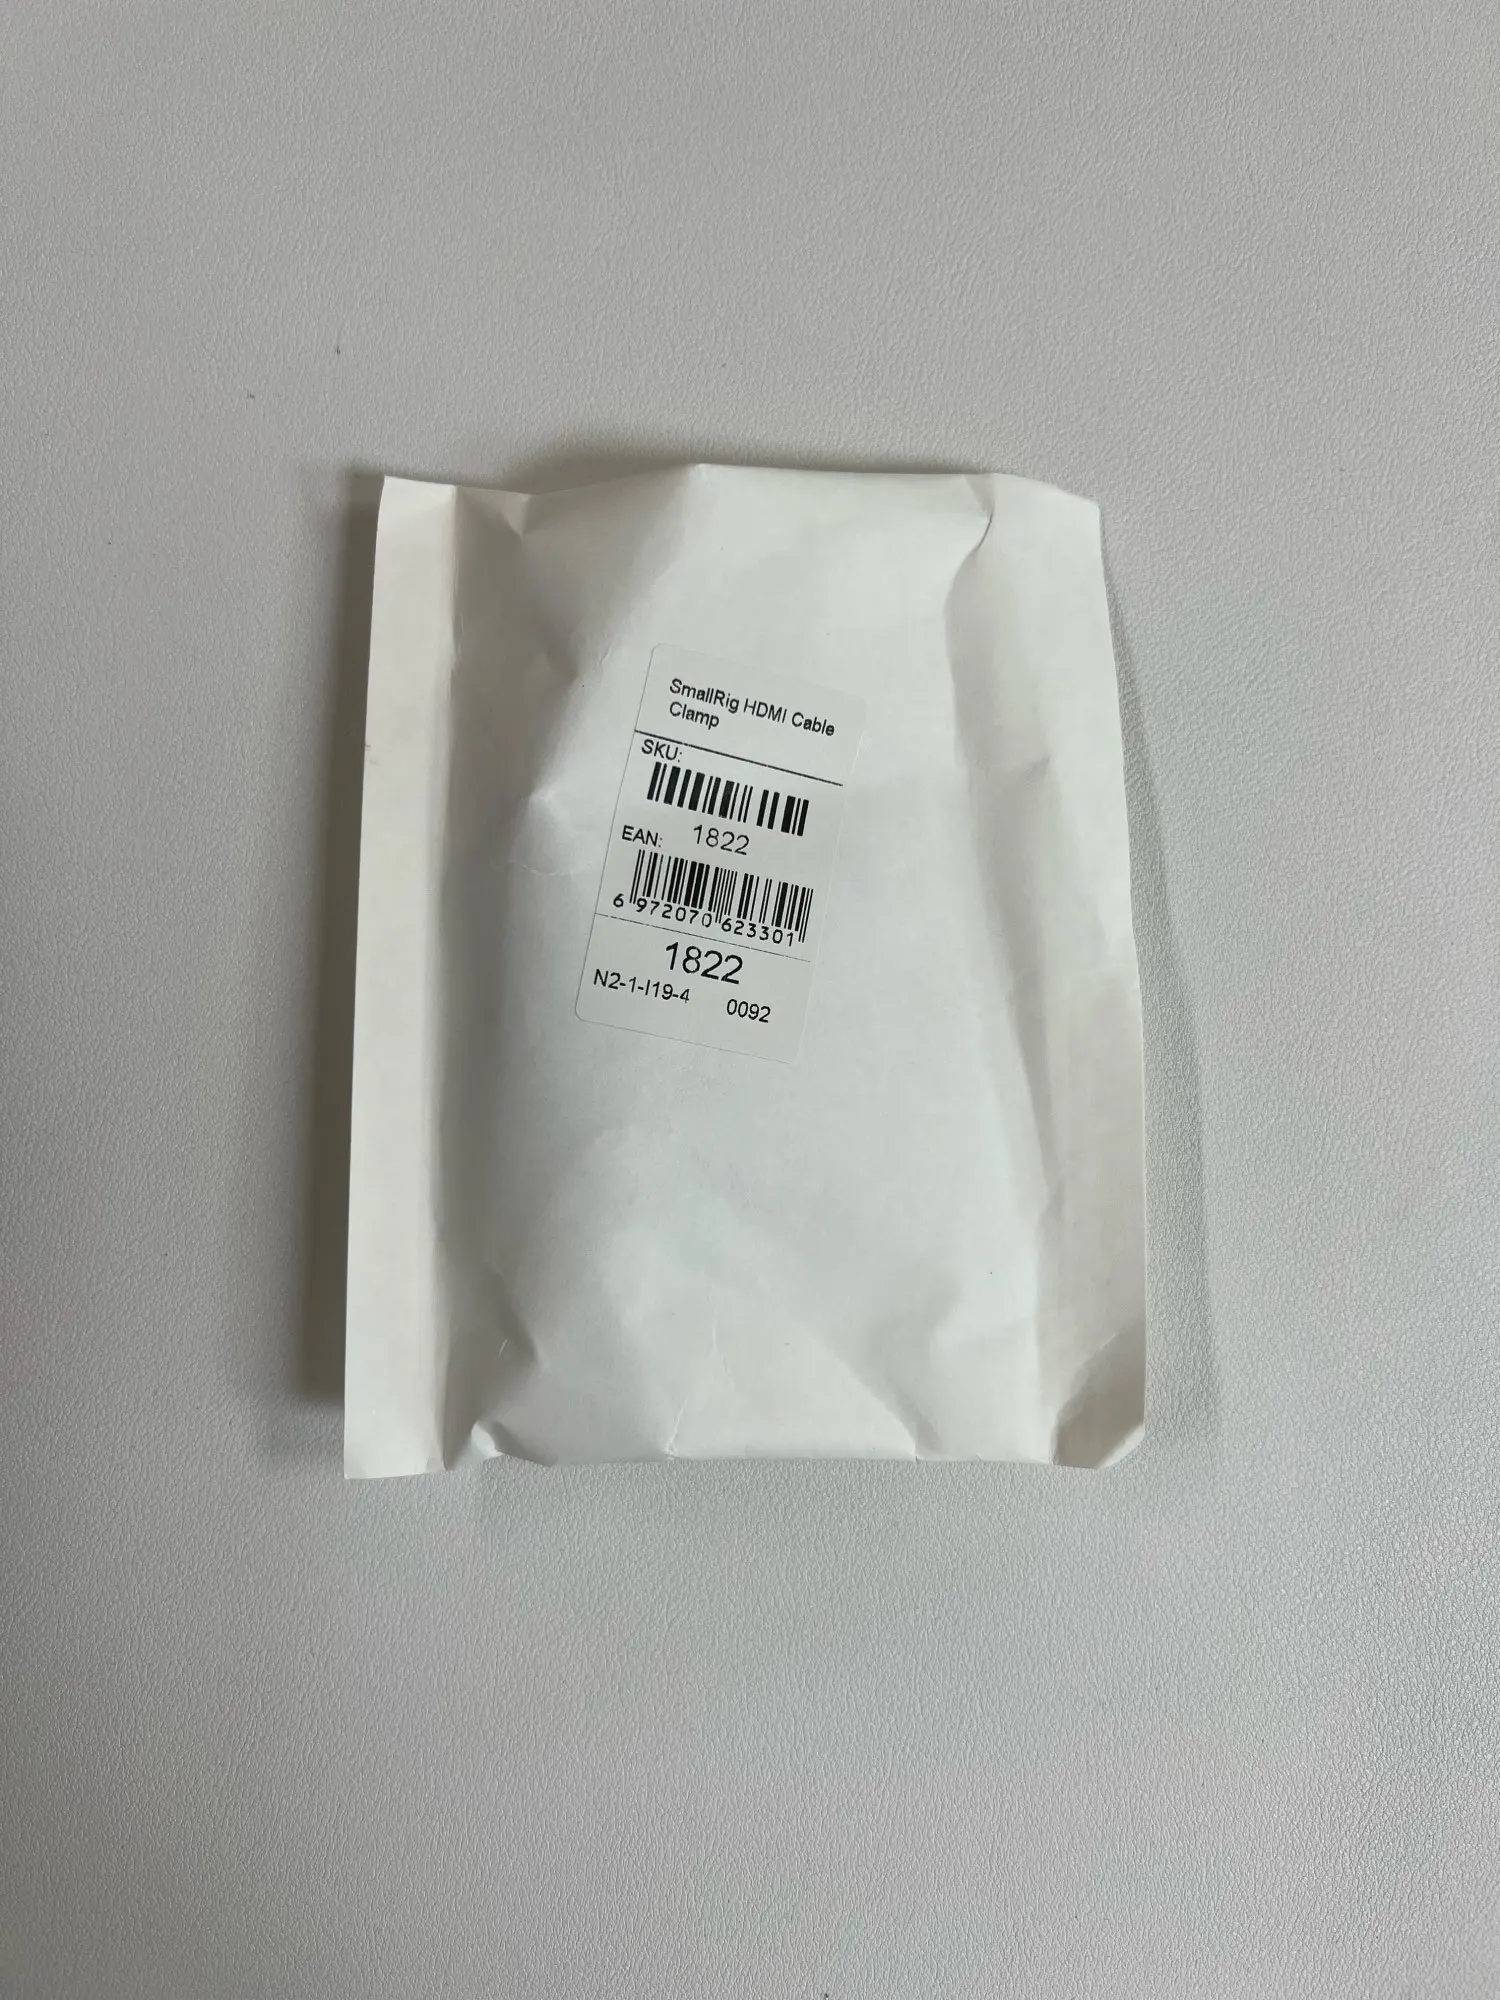 SmallRig HDMI Cable
Clamp
SKU:
1822
EAN:
6 972070 623301
1822
N2-1-I19-4 0092